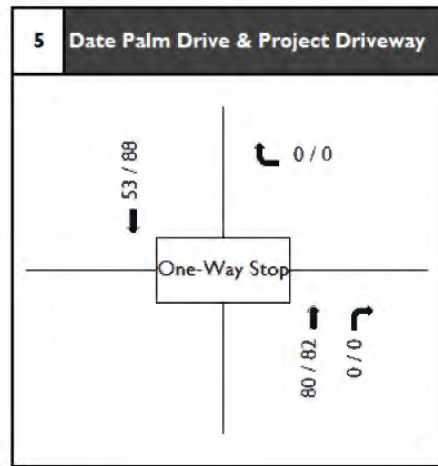 5 Date Palm Drive & Project Driveway
53 / 88
0 / 0
One-Way Stop
80 / 82
0 / 0